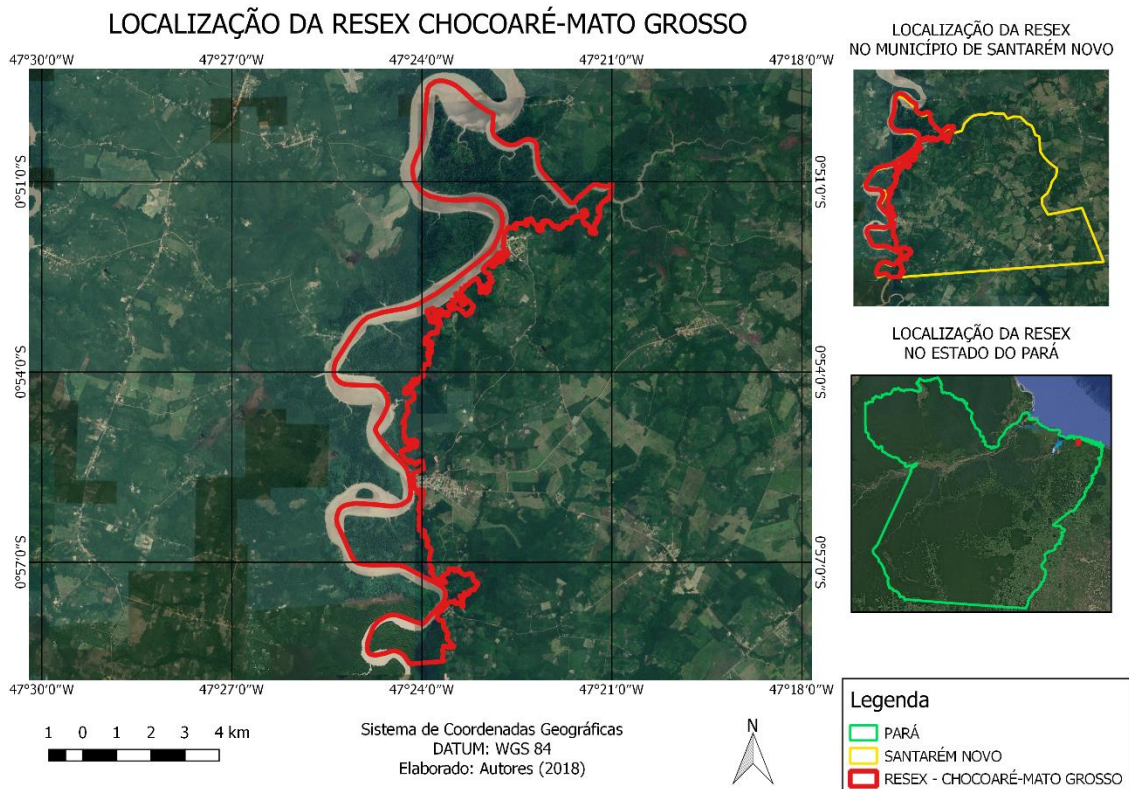 LOCALIZAÇÃO DA RESEX CHOCOARÉ-MATO GROSSO
47°30'0"W 47°27'0"W 47°24'0"W 47°21'0"W 47°18'0"W
0°51'0"S 0°51'0"S
0°54'0"S 0°54'0"S
0°57'0"S 0°57'0"S
47°30'0"W 47°27'0"W 47°24'0"W 47°21'0"W 47°18'0"W
1 0 1 2 3 4 km
Sistema de Coordenadas Geográficas
DATUM: WGS 84
Elaborado: Autores (2018)
N
LOCALIZAÇÃO DA RESEX
NO MUNICÍPIO DE SANTARÉM NOVO
LOCALIZAÇÃO DA RESEX
NO ESTADO DO PARÁ
Legenda
PARÁ
SANTARÉM NOVO
RESEX - CHOCOARÉ-MATO GROSSO